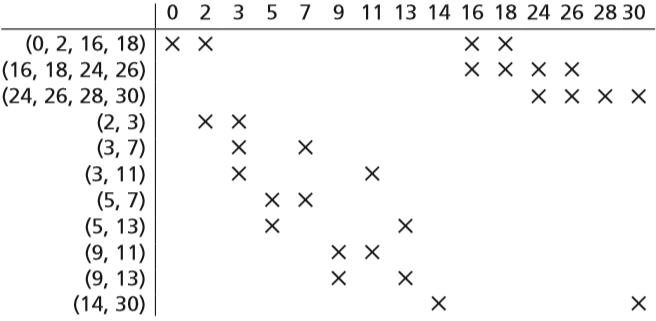 0 2 3 5 7 9 11 13 14 16 18 24 26 28 30
(0, 2, 16, 18) × × × ×
(16, 18, 24, 26) × × × ×
(24, 26, 28, 30) × × × ×
(2, 3) × ×
(3, 7) × ×
(3, 11) × ×
(5, 7) × ×
(5, 13) × ×
(9, 11) × ×
(9, 13) × ×
(14, 30) × ×